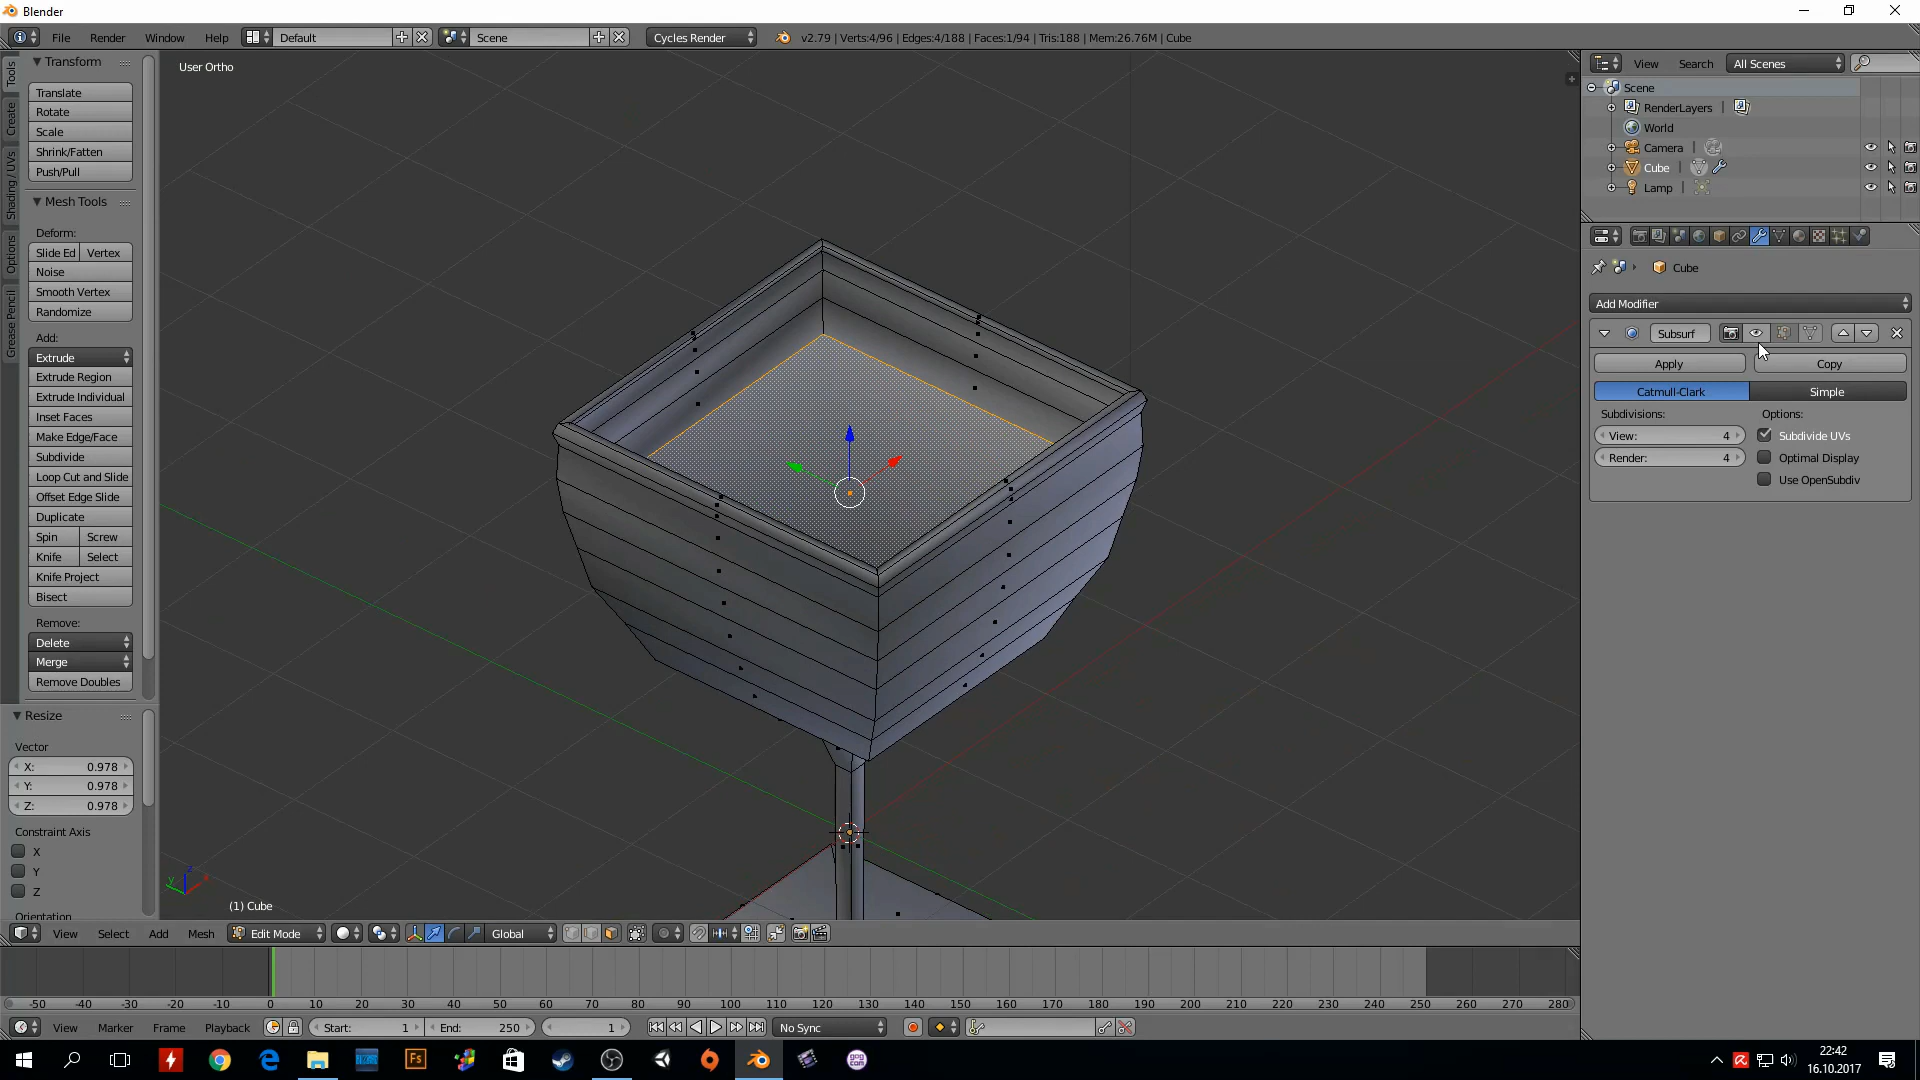 Blender
File Render Window Help Default Scene Cycles Render v2.79 | Verts:4/96 | Edges:4/188 | Faces:1/94 | Tris:188 | Mem:26.76M | Cube
Tools
Create
Shading / UVs
Options
Grease Pencil
Transform
Translate
Rotate
Scale
Shrink/Fatten
Push/Pull
Mesh Tools
Deform:
Slide Ed Vertex
Noise
Smooth Vertex
Randomize
Add:
Extrude
Extrude Region
Extrude Individual
Inset Faces
Make Edge/Face
Subdivide
Loop Cut and Slide
Offset Edge Slide
Duplicate
Spin Screw
Knife Select
Knife Project
Bisect
Remove:
Delete
Merge
Remove Doubles
Resize
Vector
X: 0.978
Y: 0.978
Z: 0.978
Constraint Axis
X
Y
Z
Orientation
User Ortho
(1) Cube
View Select Add Mesh Edit Mode Global
View Search All Scenes
Scene
RenderLayers
World
Camera
Cube
Lamp
Cube
Add Modifier
Subsurf
Apply Copy
Catmull-Clark Simple
Subdivisions: Options:
View: 4 Subdivide UVs
Render: 4 Optimal Display
Use OpenSubdiv
-50 -40 -30 -20 -10 0 10 20 30 40 50 60 70 80 90 100 110 120 130 140 150 160 170 180 190 200 210 220 230 240 250 260 270 280
View Marker Frame Playback Start: 1 End: 250 1 No Sync
Fs
gog.com
22:42
16.10.2017